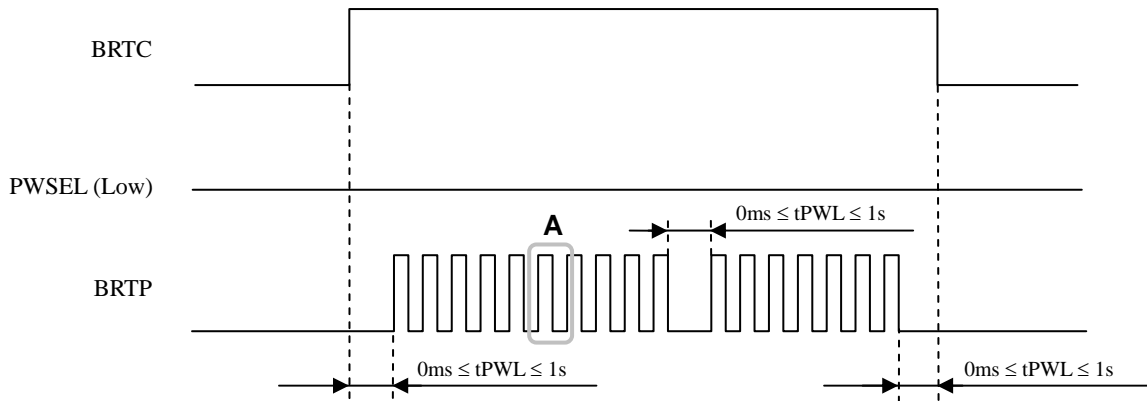 BRTC
PWSEL (Low)
A
0ms ≤ tPWL ≤ 1s
BRTP
0ms ≤ tPWL ≤ 1s
0ms ≤ tPWL ≤ 1s